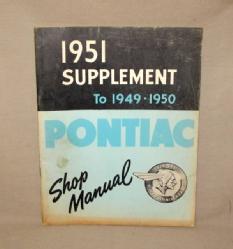 1951
SUPPLEMENT
To 1949-1950
PONTIAC
Shop
Manual